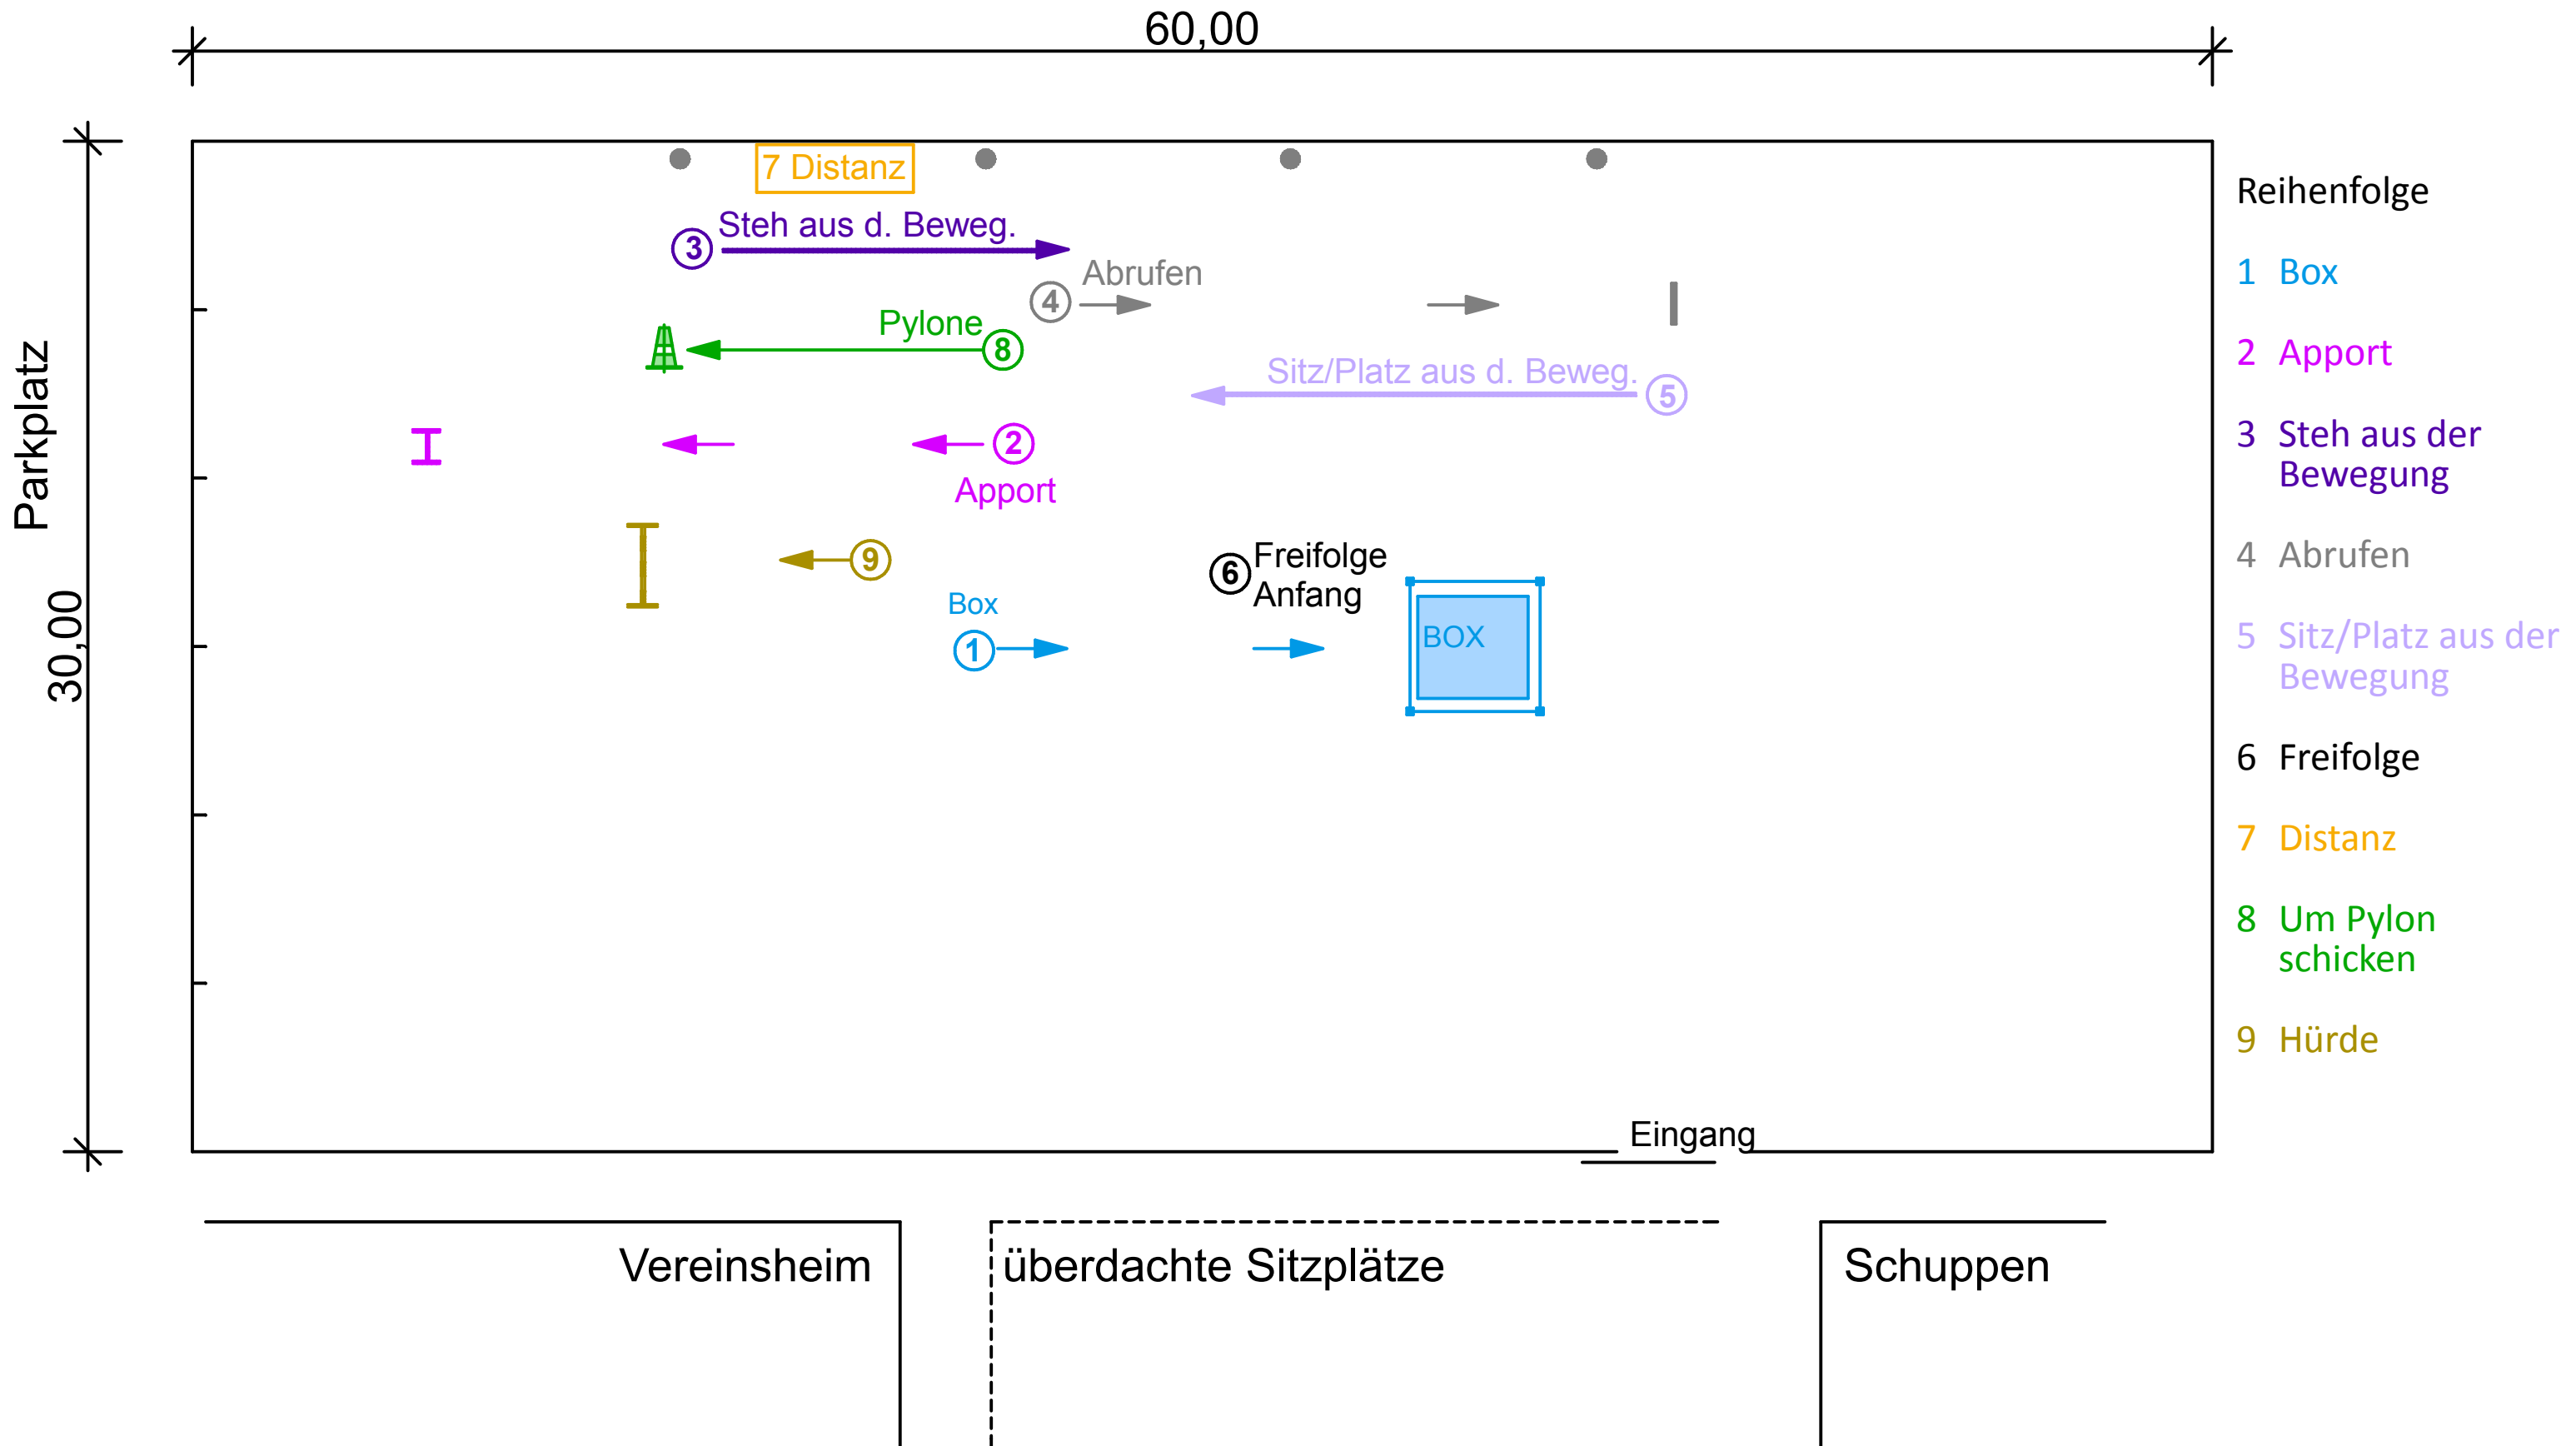 60,00
7 Distanz
Reihenfolge
3 Steh aus d. Beweg.
4 Abrufen
1 Box
Pylone 8
Sitz/Platz aus d. Beweg. 5
2 Apport
Parkplatz
2
Apport
3 Steh aus der
Bewegung
9
6 Freifolge
Anfang
4 Abrufen
30,00
Box
1
BOX
5 Sitz/Platz aus der
Bewegung
6 Freifolge
7 Distanz
8 Um Pylon
schicken
9 Hürde
Eingang
Vereinsheim
überdachte Sitzplätze
Schuppen